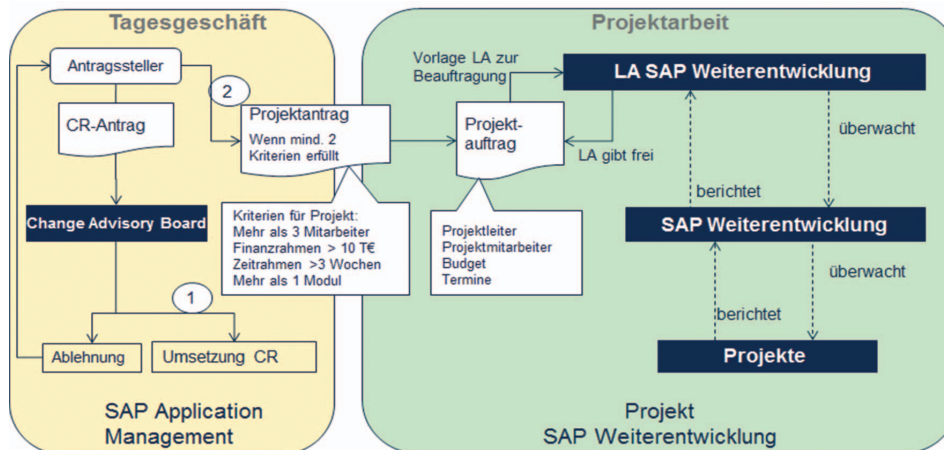 Tagesgeschäft
Antragssteller
CR-Antrag
Change Advisory Board
1
Ablehnung
Umsetzung CR
2
Projektantrag
Wenn mind. 2
Kriterien erfüllt
Kriterien für Projekt:
Mehr als 3 Mitarbeiter
Finanzrahmen > 10 T€
Zeitrahmen >3 Wochen
Mehr als 1 Modul
SAP Application
Management
Projektarbeit
Vorlage LA zur
Beauftragung
LA SAP Weiterentwicklung
Projekt-
auftrag
LA gibt frei
überwacht
berichtet
Projektleiter
Projektmitarbeiter
Budget
Termine
SAP Weiterentwicklung
überwacht
berichtet
Projekte
Projekt
SAP Weiterentwicklung